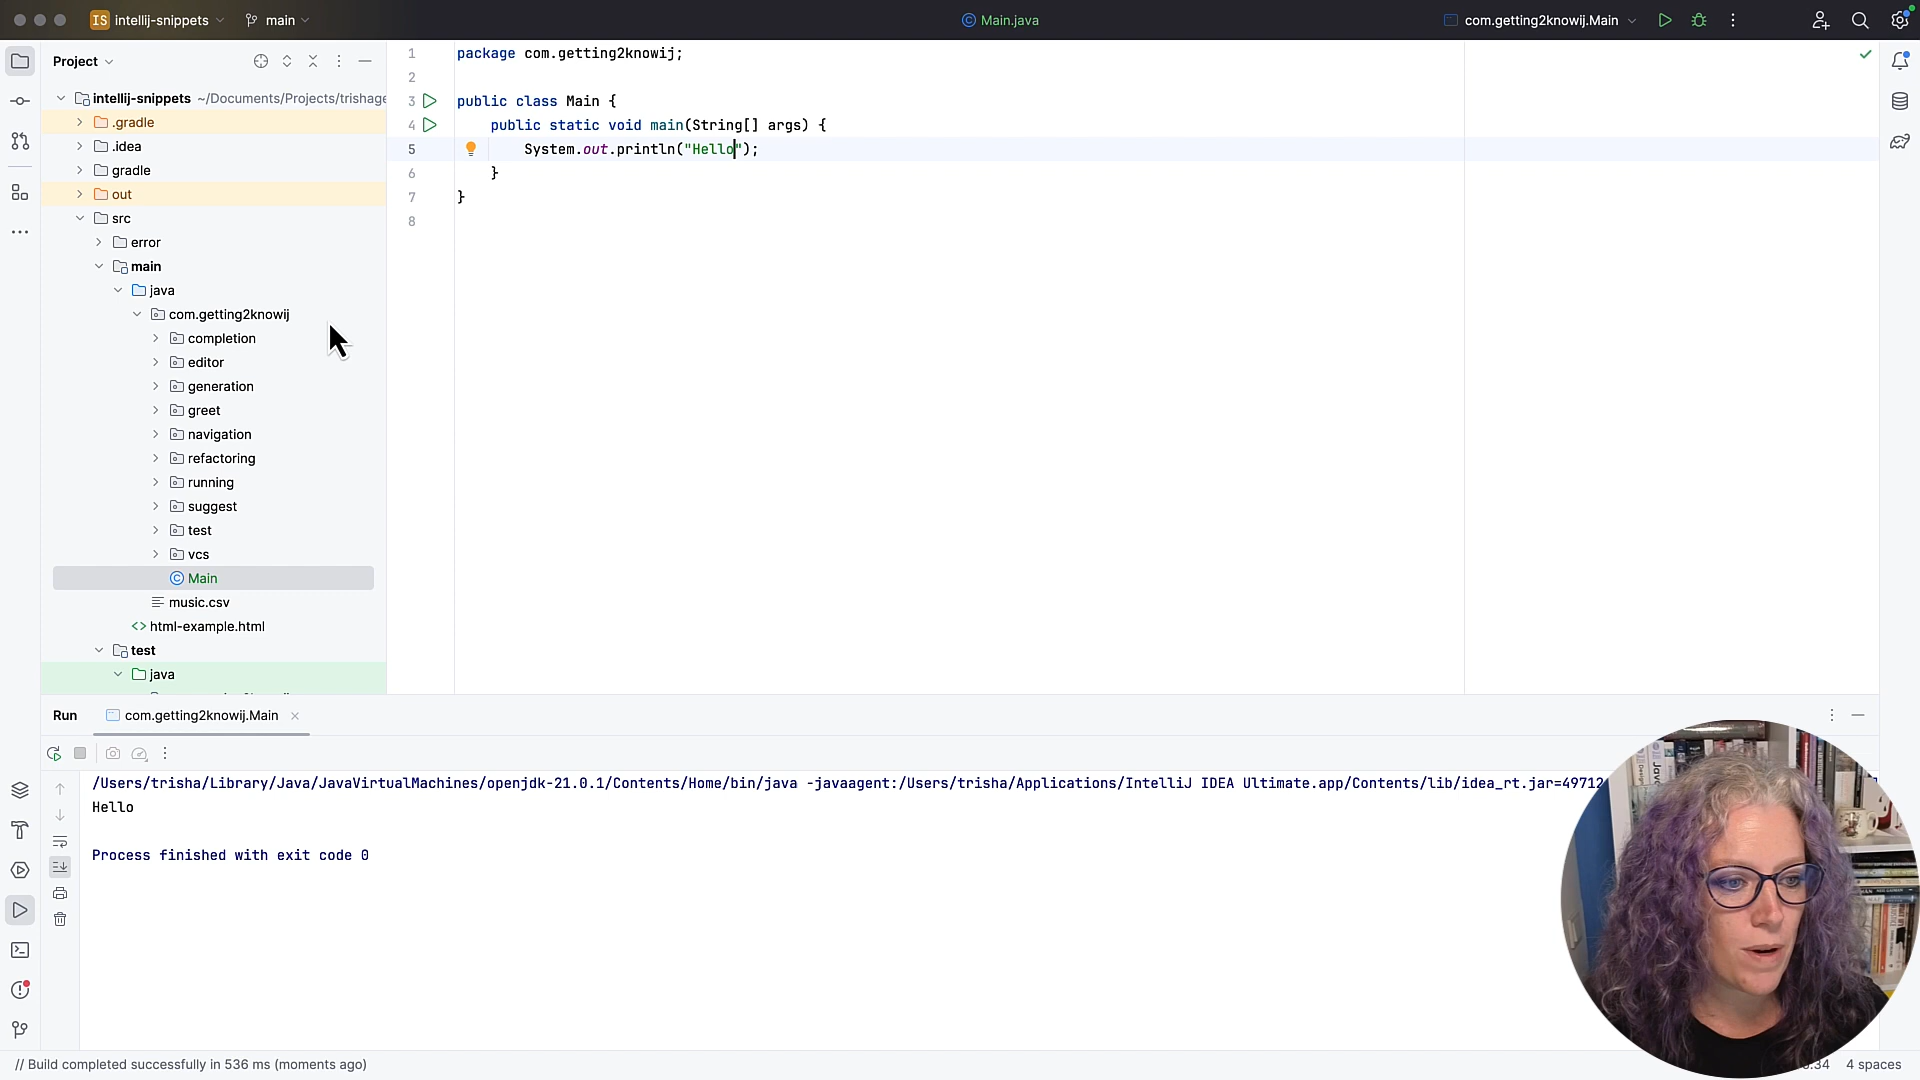 IS intellij-snippets main Main.java com.getting2knowij.Main
Project
intellij-snippets ~/Documents/Projects/trishage
.gradle
.idea
gradle
out
src
error
main
java
com.getting2knowij
completion
editor
generation
greet
navigation
refactoring
running
suggest
test
vcs
Main
music.csv
html-example.html
test
java
1 package com.getting2knowij;
2
3 public class Main {
4 public static void main(String[] args) {
5 System.out.println("Hello");
6 }
7 }
8
Run com.getting2knowij.Main
/Users/trisha/Library/Java/JavaVirtualMachines/openjdk-21.0.1/Contents/Home/bin/java -javaagent:/Users/trisha/Applications/IntelliJ IDEA Ultimate.app/Contents/lib/idea_rt.jar=49712
Hello
Process finished with exit code 0
// Build completed successfully in 536 ms (moments ago)
:34 4 spaces